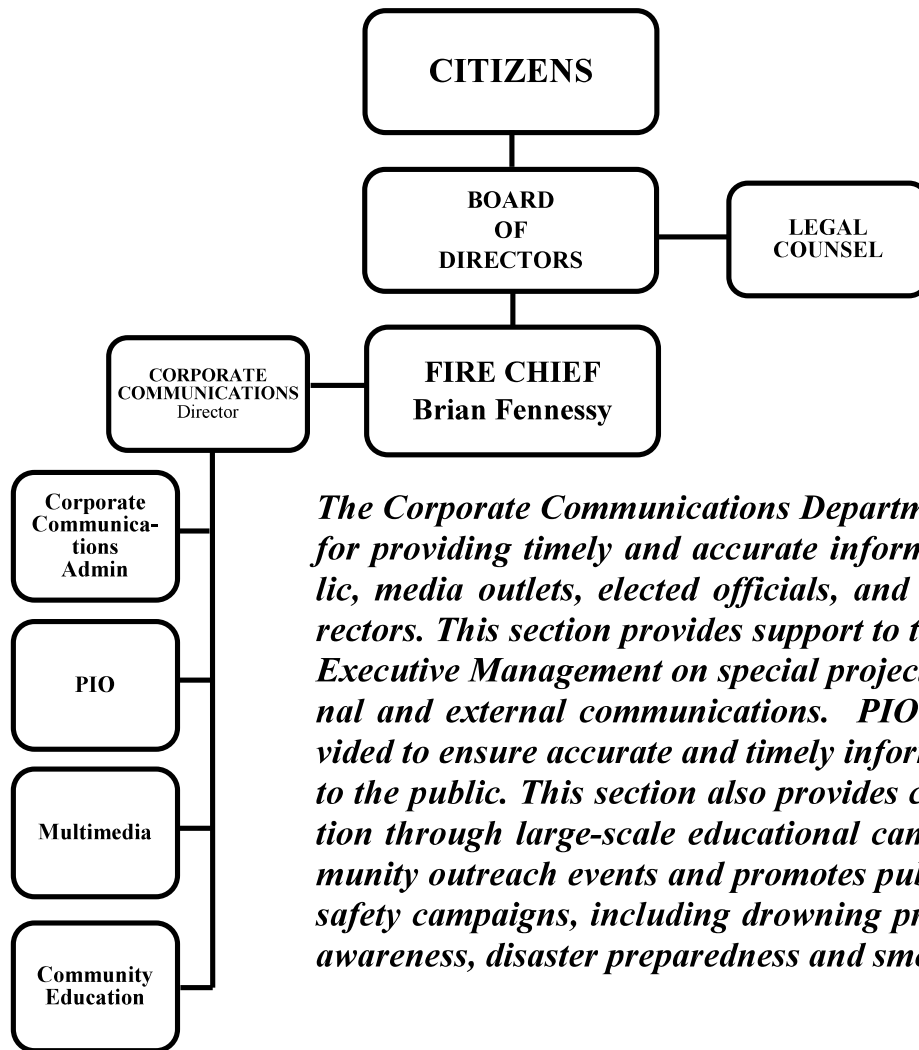 CITIZENS
BOARD
OF
DIRECTORS
LEGAL
COUNSEL
CORPORATE
COMMUNICATIONS
Director
FIRE CHIEF
Brian Fennessy
Corporate
Communica-
tions
Admin
PIO
Multimedia
Community
Education
The Corporate Communications Departm
for providing timely and accurate inform
lic, media outlets, elected officials, and
rectors. This section provides support to t
Executive Management on special projec
nal and external communications. PIO
vided to ensure accurate and timely infor
to the public. This section also provides c
tion through large-scale educational can
munity outreach events and promotes pul
safety campaigns, including drowning pr
awareness, disaster preparedness and smo